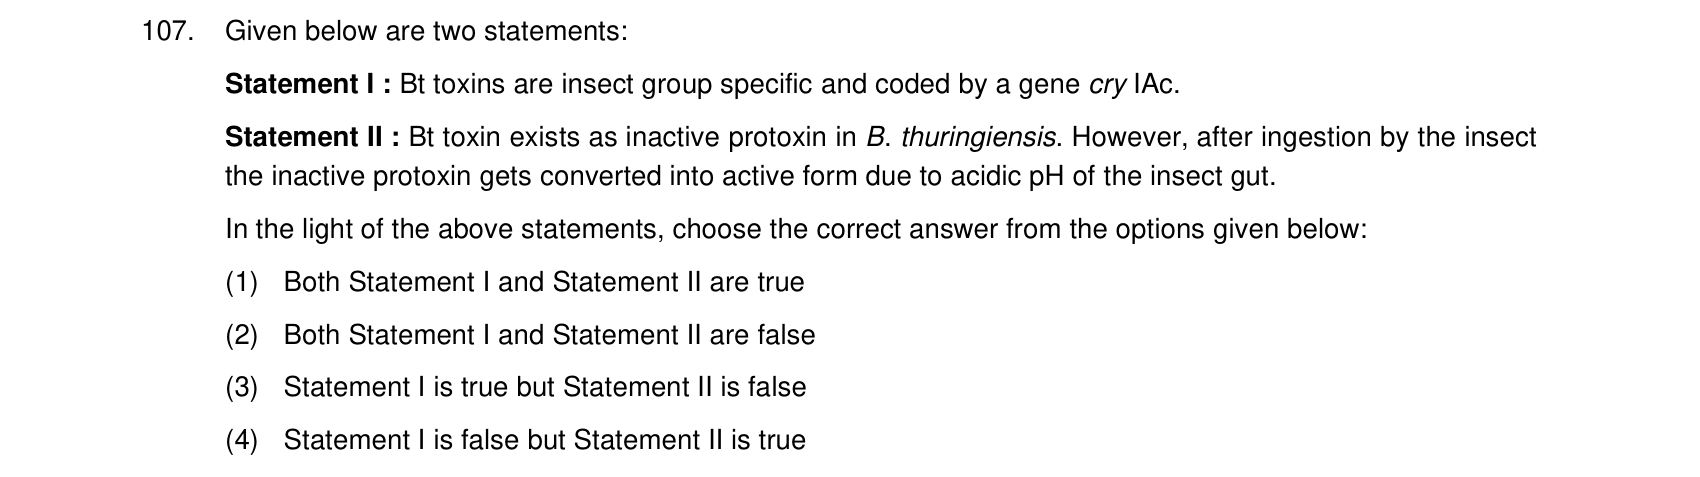 107. Given below are two statements:
Statement I : Bt toxins are insect group specific and coded by a gene cry IAc.
Statement II : Bt toxin exists as inactive protoxin in B. thuringiensis. However, after ingestion by the insect
the inactive protoxin gets converted into active form due to acidic pH of the insect gut.
In the light of the above statements, choose the correct answer from the options given below:
(1) Both Statement I and Statement II are true
(2) Both Statement I and Statement II are false
(3) Statement I is true but Statement II is false
(4) Statement I is false but Statement II is true